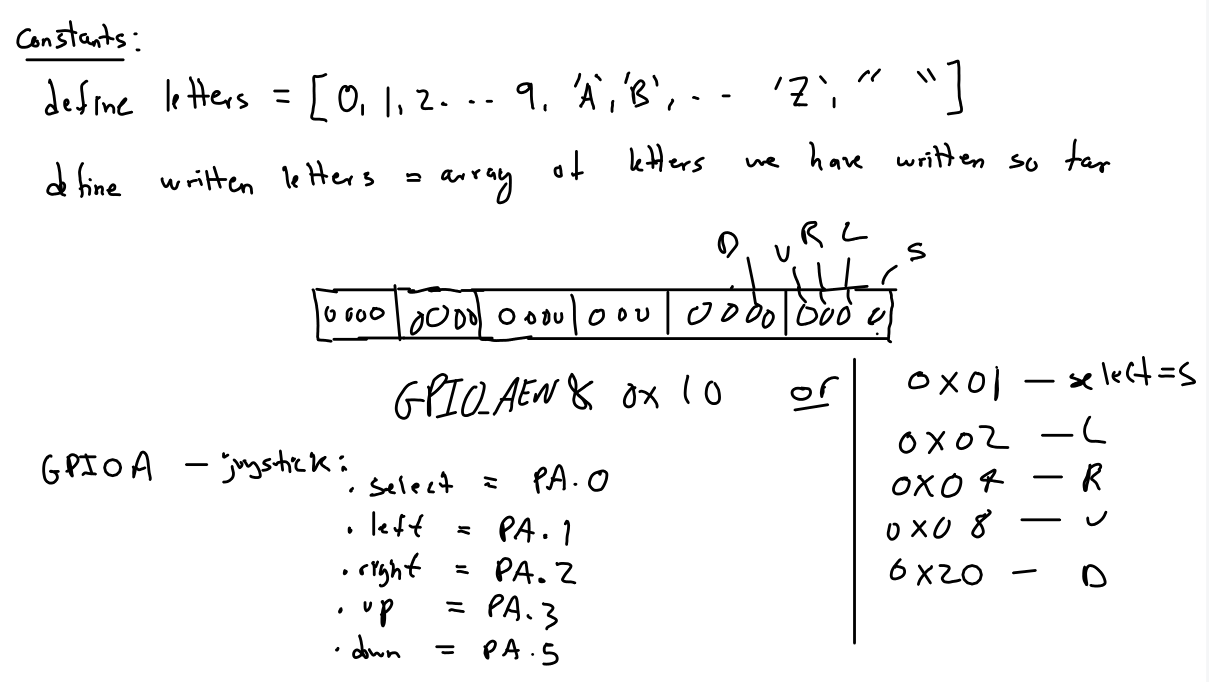 Constants:
define letters = [0, 1, 2. ... 9, 'A', 'B', ... 'Z', " "]
define written letters = array of letters we have written so far
D U R L S
0000 0000 0000 000 0000 0000
GPIO_AEN & 0x10 or
0x01 - select=S
0x02 - L
0x04 - R
0x08 - U
0x20 - D
GPIOA - joystick:
. select = PA.0
. left = PA.1
. right = PA.2
. up = PA.3
. down = PA.5